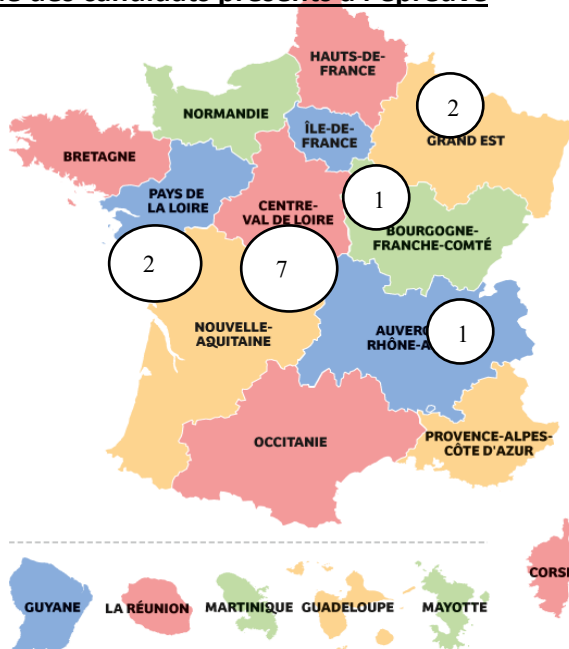 HAUTS-DE-
FRANCE
2
NORMANDIE
ÎLE-DE-
FRANCE
GRAND EST
BRETAGNE
1
PAYS DE
LA LOIRE
CENTRE-
VAL DE LOIRE
BOURGOGNE-
FRANCHE-COMTÉ
2
7
NOUVELLE-
AQUITAINE
1
OCCITANIE
PROVENCE-ALPES-
CÔTE D'AZUR
GUYANE
LA RÉUNION
MARTINIQUE
GUADELOUPE
MAYOTTE